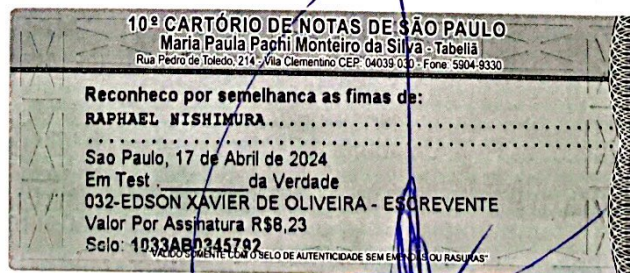 10º CARTÓRIO DE NOTAS DE SÃO PAULO
Maria Paula Pachi Monteiro da Silva - Tabeliã
Rua Pedro de Toledo, 214 - Vila Clementino CEP: 04039-030 - Fone: 5904-9330
Reconheco por semelhanca as fimas de:
RAPHAEL NISHIMURA..............................
..............................
Sao Paulo, 17 de Abril de 2024
Em Test .__________da Verdade
032-EDSON XAVIER DE OLIVEIRA - ESCREVENTE
Valor Por Assinatura R$8,23
Selo: 1033AB0345792
"VALIDO SOMENTE COM O SELO DE AUTENTICIDADE SEM EMENDAS OU RASURAS"